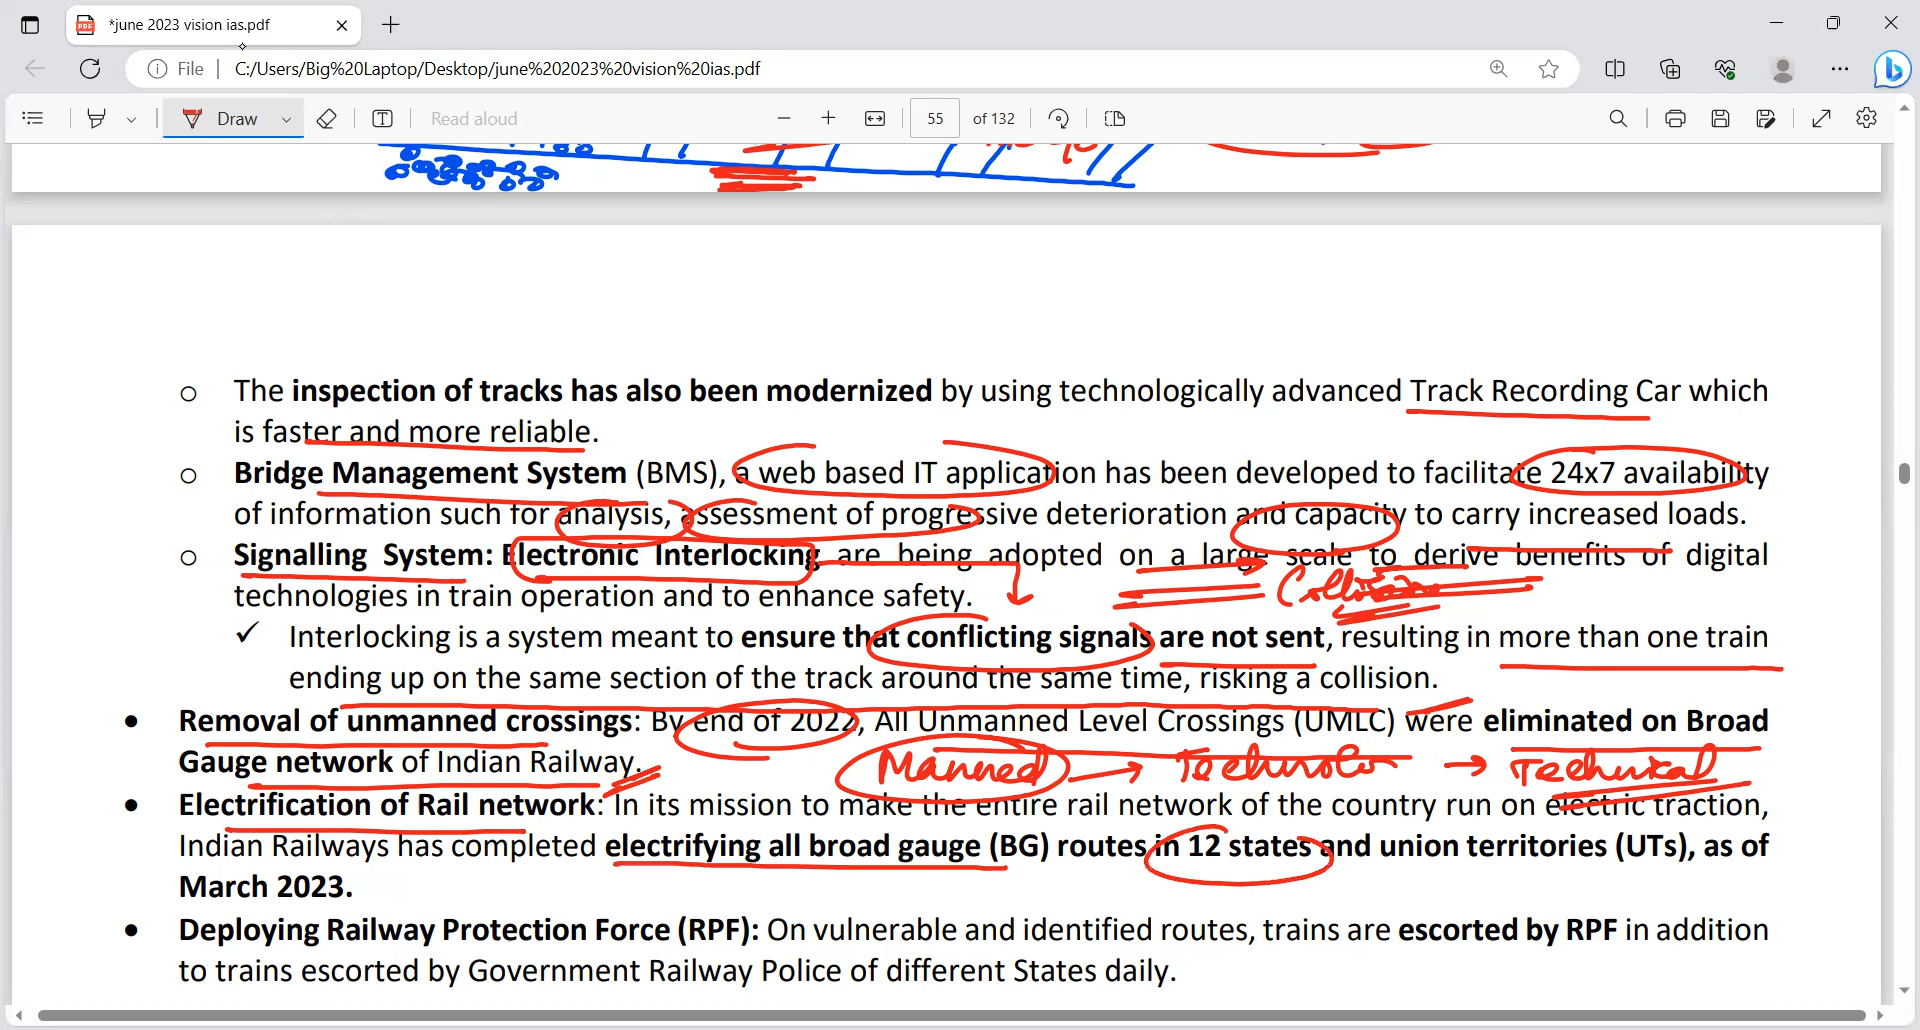 *june 2023 vision ias.pdf
File
C:/Users/Big%20Laptop/Desktop/june%202023%20vision%20ias.pdf
Draw
Read aloud
55 of 132
The inspection of tracks has also been modernized by using technologically advanced Track Recording Car which
is faster and more reliable.
Bridge Management System (BMS), a web based IT application has been developed to facilitate 24x7 availability
of information such for analysis, assessment of progressive deterioration and capacity to carry increased loads.
Signalling System: Electronic Interlocking are being adopted on a large scale to derive benefits of digital
technologies in train operation and to enhance safety.
Interlocking is a system meant to ensure that conflicting signals are not sent, resulting in more than one train
ending up on the same section of the track around the same time, risking a collision.
Removal of unmanned crossings: By end of 2022, All Unmanned Level Crossings (UMLC) were eliminated on Broad
Gauge network of Indian Railway.
Manned → → Technical
Electrification of Rail network: In its mission to make the entire rail network of the country run on electric traction,
Indian Railways has completed electrifying all broad gauge (BG) routes in 12 states and union territories (UTs), as of
March 2023.
Deploying Railway Protection Force (RPF): On vulnerable and identified routes, trains are escorted by RPF in addition
to trains escorted by Government Railway Police of different States daily.